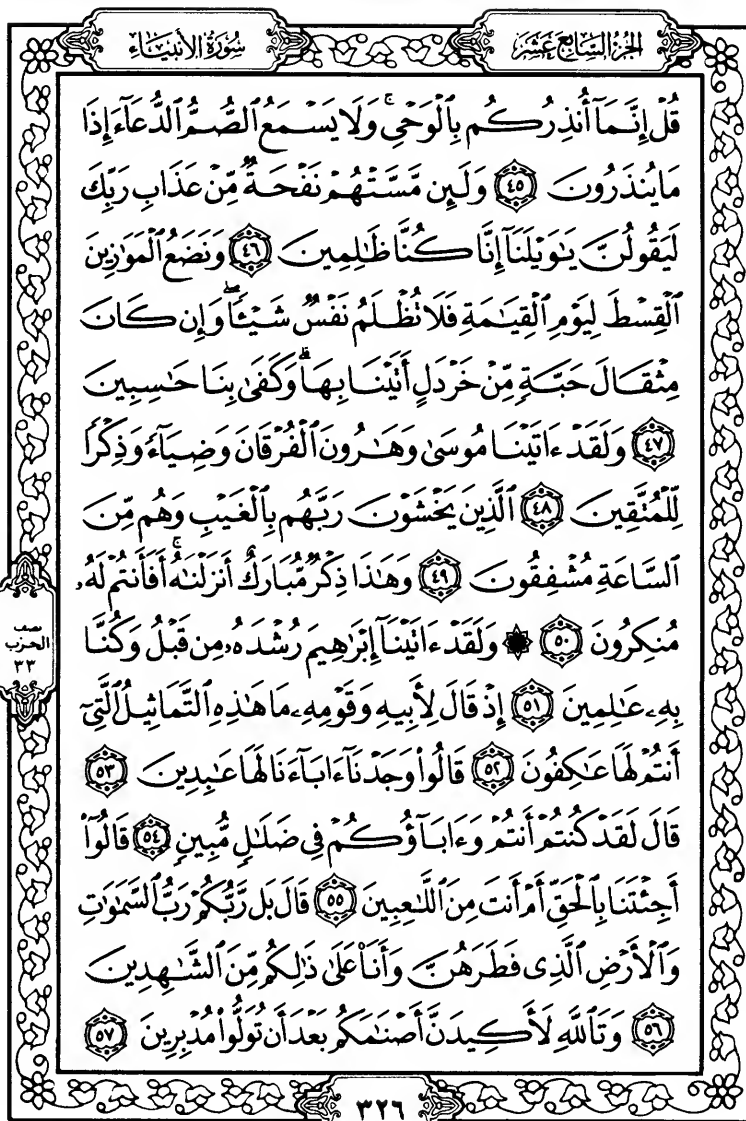 الجزء السابع عشر
سورة الأنبياء
قُلۡ إِنَّمَآ أُنذِرُكُم بِٱلۡوَحۡيِۚ وَلَا يَسۡمَعُ ٱلصُّمُّ ٱلدُّعَآءَ إِذَا
مَا يُنذَرُونَ ٤٥ وَلَئِن مَّسَّتۡهُمۡ نَفۡحَةٞ مِّنۡ عَذَابِ رَبِّكَ
لَيَقُولُنَّ يَٰوَيۡلَنَآ إِنَّا كُنَّا ظَٰلِمِينَ ٤٦ وَنَضَعُ ٱلۡمَوَٰزِينَ
ٱلۡقِسۡطَ لِيَوۡمِ ٱلۡقِيَٰمَةِ فَلَا تُظۡلَمُ نَفۡسٞ شَيۡـٔٗاۖ وَإِن كَانَ
مِثۡقَالَ حَبَّةٖ مِّنۡ خَرۡدَلٍ أَتَيۡنَا بِهَاۗ وَكَفَىٰ بِنَا حَٰسِبِينَ
٤٧ وَلَقَدۡ ءَاتَيۡنَا مُوسَىٰ وَهَٰرُونَ ٱلۡفُرۡقَانَ وَضِيَآءٗ وَذِكۡرٗا
لِّلۡمُتَّقِينَ ٤٨ ٱلَّذِينَ يَخۡشَوۡنَ رَبَّهُم بِٱلۡغَيۡبِ وَهُم مِّنَ
ٱلسَّاعَةِ مُشۡفِقُونَ ٤٩ وَهَٰذَا ذِكۡرٞ مُّبَارَكٌ أَنزَلۡنَٰهُۚ أَفَأَنتُمۡ لَهُۥ
مُنكِرُونَ ٥٠ ۞ وَلَقَدۡ ءَاتَيۡنَآ إِبۡرَٰهِيمَ رُشۡدَهُۥ مِن قَبۡلُ وَكُنَّا
بِهِۦ عَٰلِمِينَ ٥١ إِذۡ قَالَ لِأَبِيهِ وَقَوۡمِهِۦ مَا هَٰذِهِ ٱلتَّمَاثِيلُ ٱلَّتِيٓ
أَنتُمۡ لَهَا عَٰكِفُونَ ٥٢ قَالُواْ وَجَدۡنَآ ءَابَآءَنَا لَهَا عَٰبِدِينَ ٥٣
قَالَ لَقَدۡ كُنتُمۡ أَنتُمۡ وَءَابَآؤُكُمۡ فِي ضَلَٰلٖ مُّبِينٖ ٥٤ قَالُوٓاْ
أَجِئۡتَنَا بِٱلۡحَقِّ أَمۡ أَنتَ مِنَ ٱللَّٰعِبِينَ ٥٥ قَالَ بَل رَّبُّكُمۡ رَبُّ ٱلسَّمَٰوَٰتِ
وَٱلۡأَرۡضِ ٱلَّذِي فَطَرَهُنَّ وَأَنَا۠ عَلَىٰ ذَٰلِكُم مِّنَ ٱلشَّٰهِدِينَ
٥٦ وَتَٱللَّهِ لَأَكِيدَنَّ أَصۡنَٰمَكُم بَعۡدَ أَن تُوَلُّواْ مُدۡبِرِينَ ٥٧
نصف
الحزب
٣٣
٣٢٦